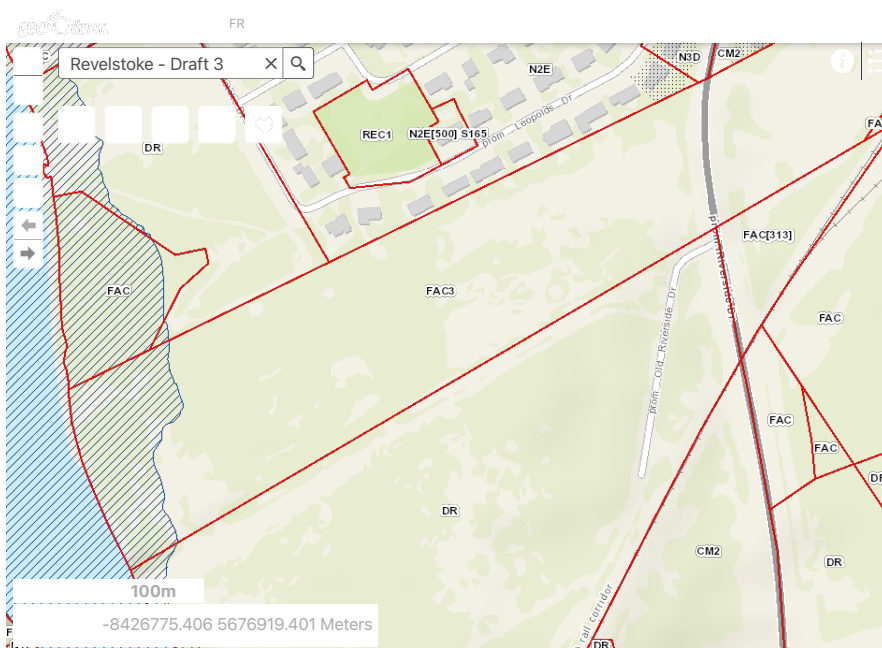 geoOttawa
FR
Revelstoke - Draft 3
N3D
CM2
N2E
REC1
N2E[500] S165
prom Leopolds Dr
DR
FAC[313]
prom Riverside Dr
FAC
FAC3
prom Old Riverside Dr
FAC
FAC
FAC
DR
CM2
DR
rail corridor
DR
100m
-8426775.406 5676919.401 Meters